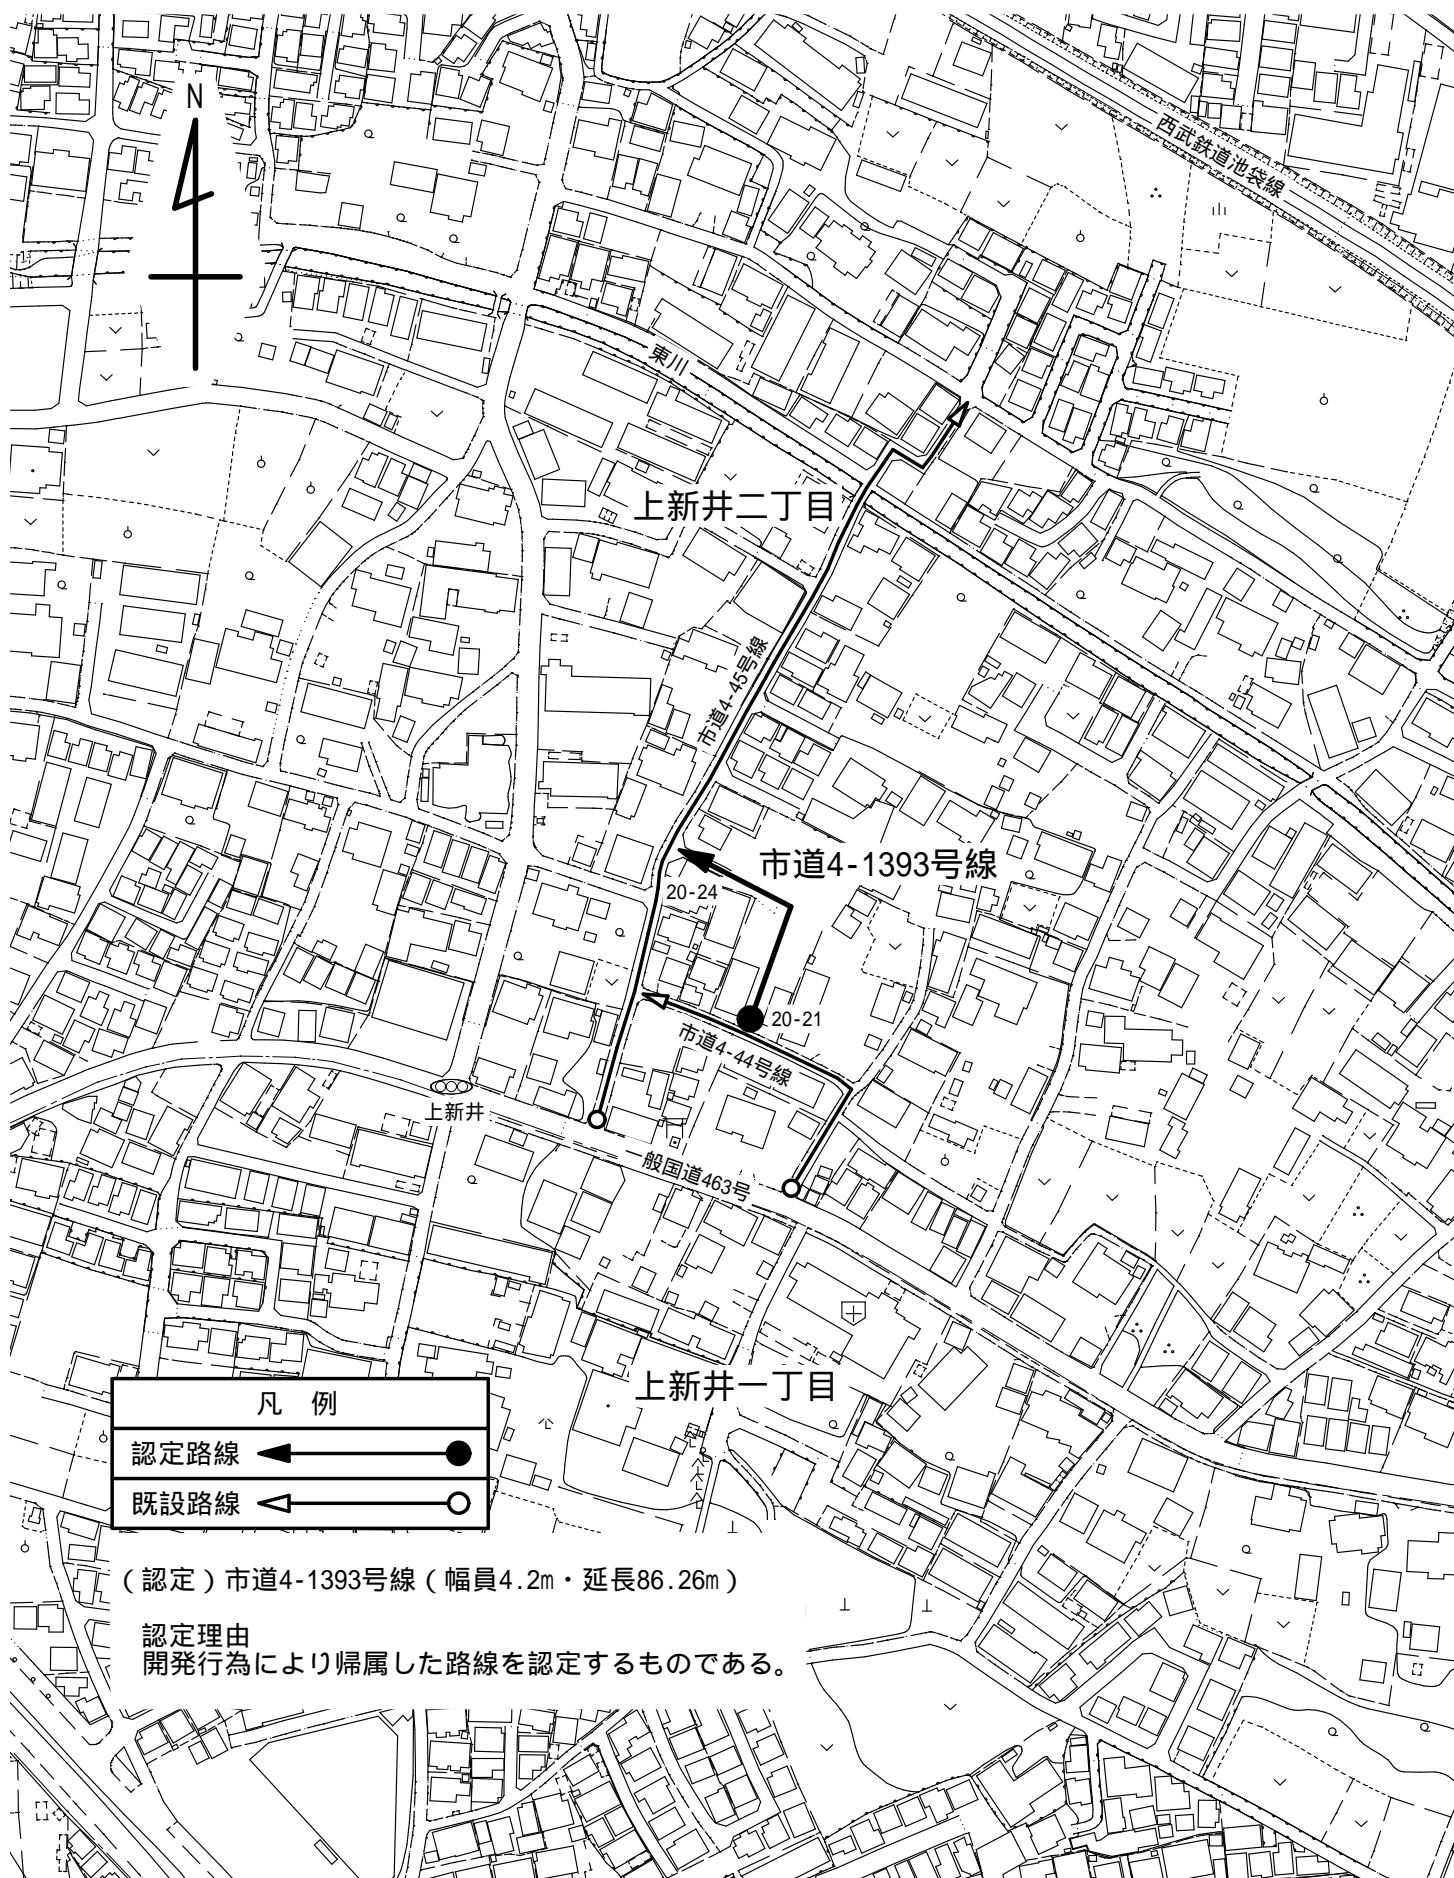 N
西武鉄道池袋線
東川
上新井二丁目
市道4-45号線
市道4-1393号線
20-24
20-21
市道4-44号線
上新井
一般国道463号
上新井一丁目
凡 例
認定路線
既設路線
(認定)市道4-1393号線(幅員4.2m・延長86.26m)
認定理由
開発行為により帰属した路線を認定するものである。